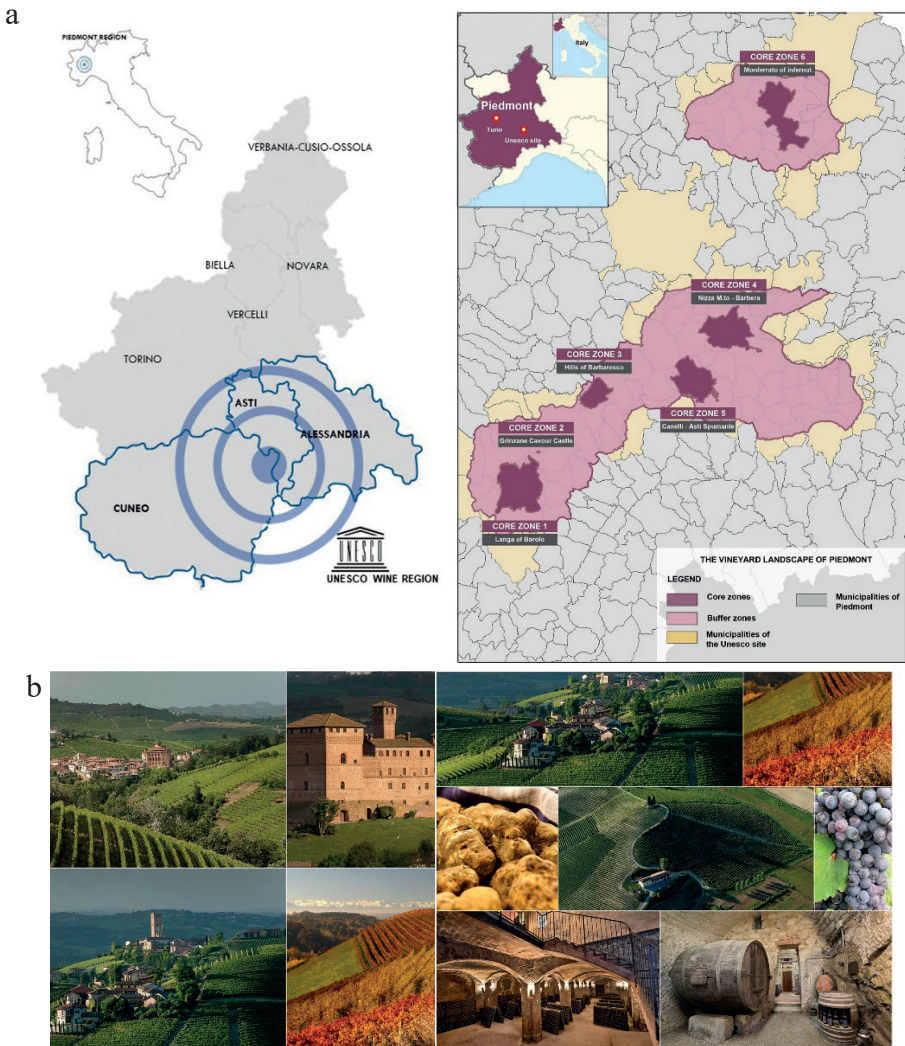 a
PIEDMONT REGION
VERBANIA-CUSIO-OSSOLA
BIELLA
NOVARA
VERCELLI
TORINO
ASTI
ALESSANDRIA
CUNEO
UNESCO
UNESCO WINE REGION
Italy
Piedmont
Turin
Unesco site
CORE ZONE 6
Monferrato of infernot
CORE ZONE 4
Nizza M.to - Barbera
CORE ZONE 3
Hills of Barbaresco
CORE ZONE 5
Canelli - Asti Spumante
CORE ZONE 2
Grinzane Cavour Castle
CORE ZONE 1
Langa of Barolo
THE VINEYARD LANDSCAPE OF PIEDMONT
LEGEND
Core zones
Buffer zones
Municipalities of
the Unesco site
Municipalities of
Piedmont
b